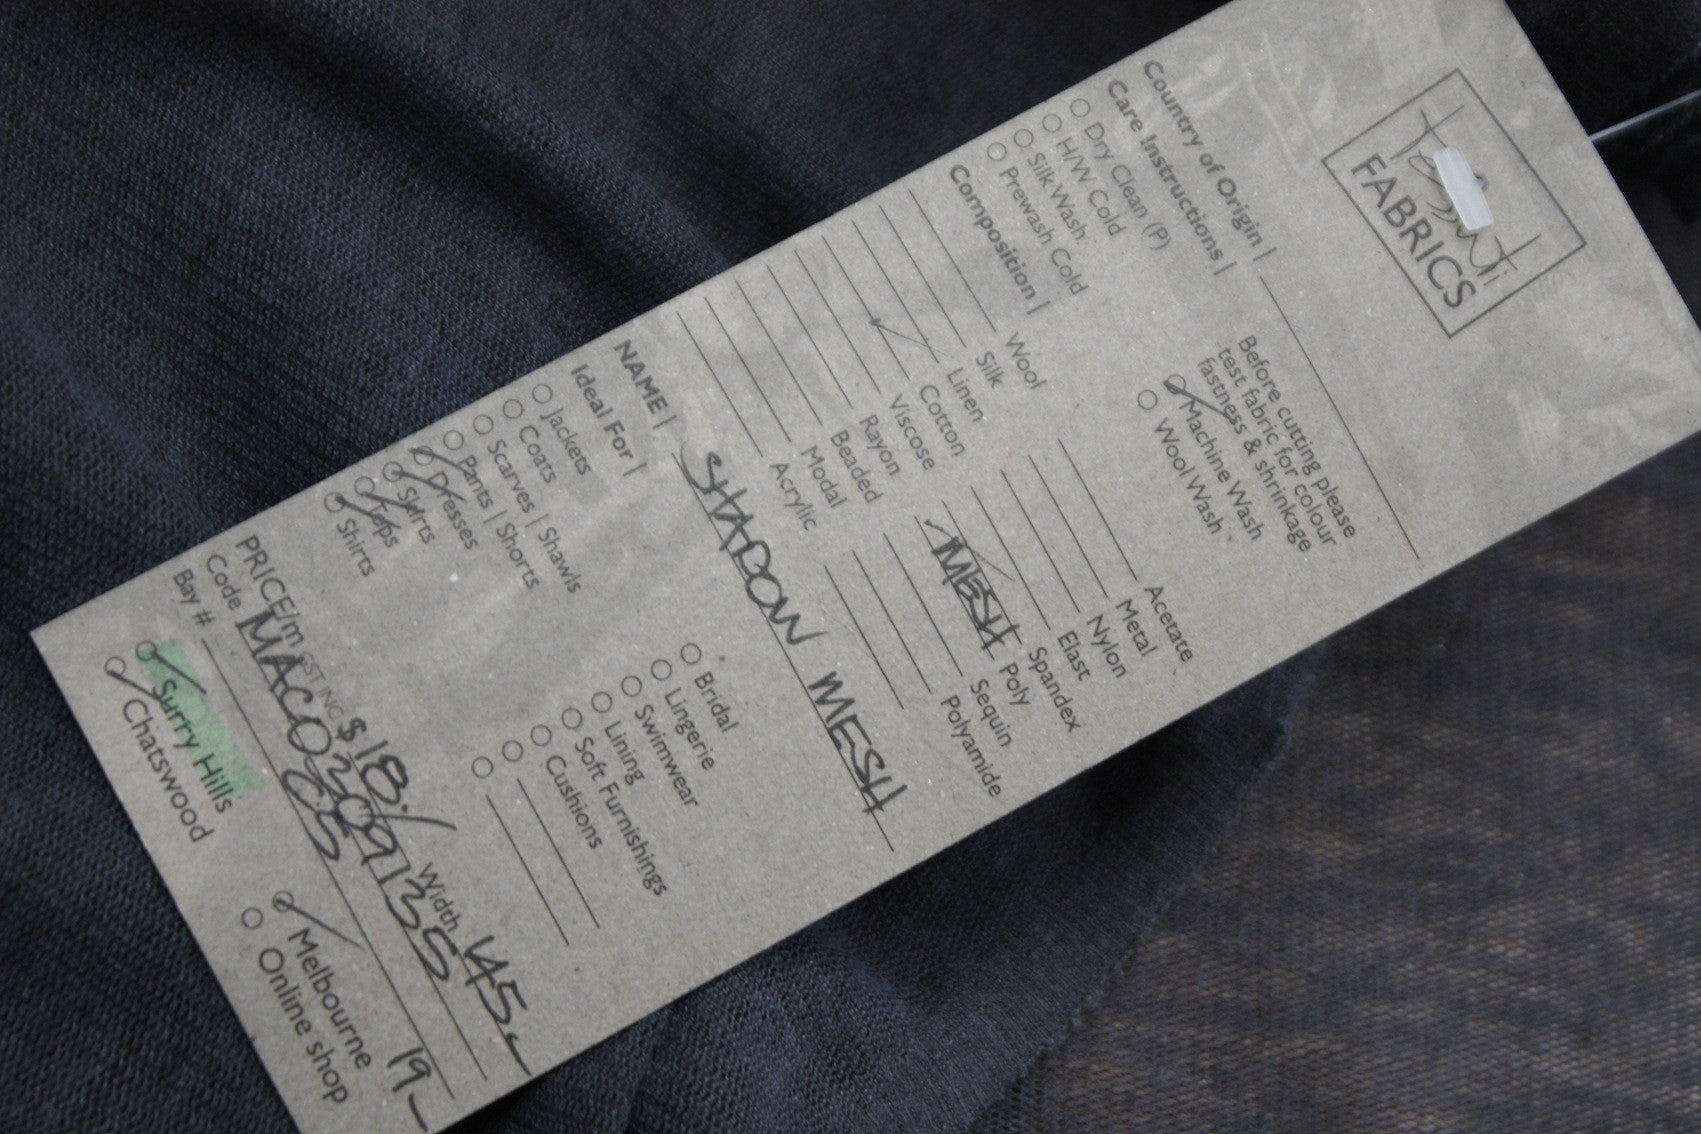 Tessuti
FABRICS
Country of Origin |
Care Instructions |
Dry Clean (P)
H/W Cold
Silk Wash
Prewash Cold
Before cutting please
test fabric for colour
fastness & shrinkage
Machine Wash
Wool Wash
Composition |
Wool
Silk
Linen
Cotton
Viscose
Rayon
Beaded
Modal
Acrylic
Acetate
Metal
Nylon
Elast
Spandex
MESH Poly
Sequin
Polyamide
NAME | SHADOW MESH
Ideal For |
Jackets
Coats
Scarves | Shawls
Pants | Shorts
Dresses
Skirts
Tops
Shirts
Bridal
Lingerie
Swimwear
Lining
Soft Furnishings
Cushions
PRICE/m GST INC $18.- Width 145.-
Code
Bay #
19-
Surry Hills
Chatswood
Melbourne
Online shop